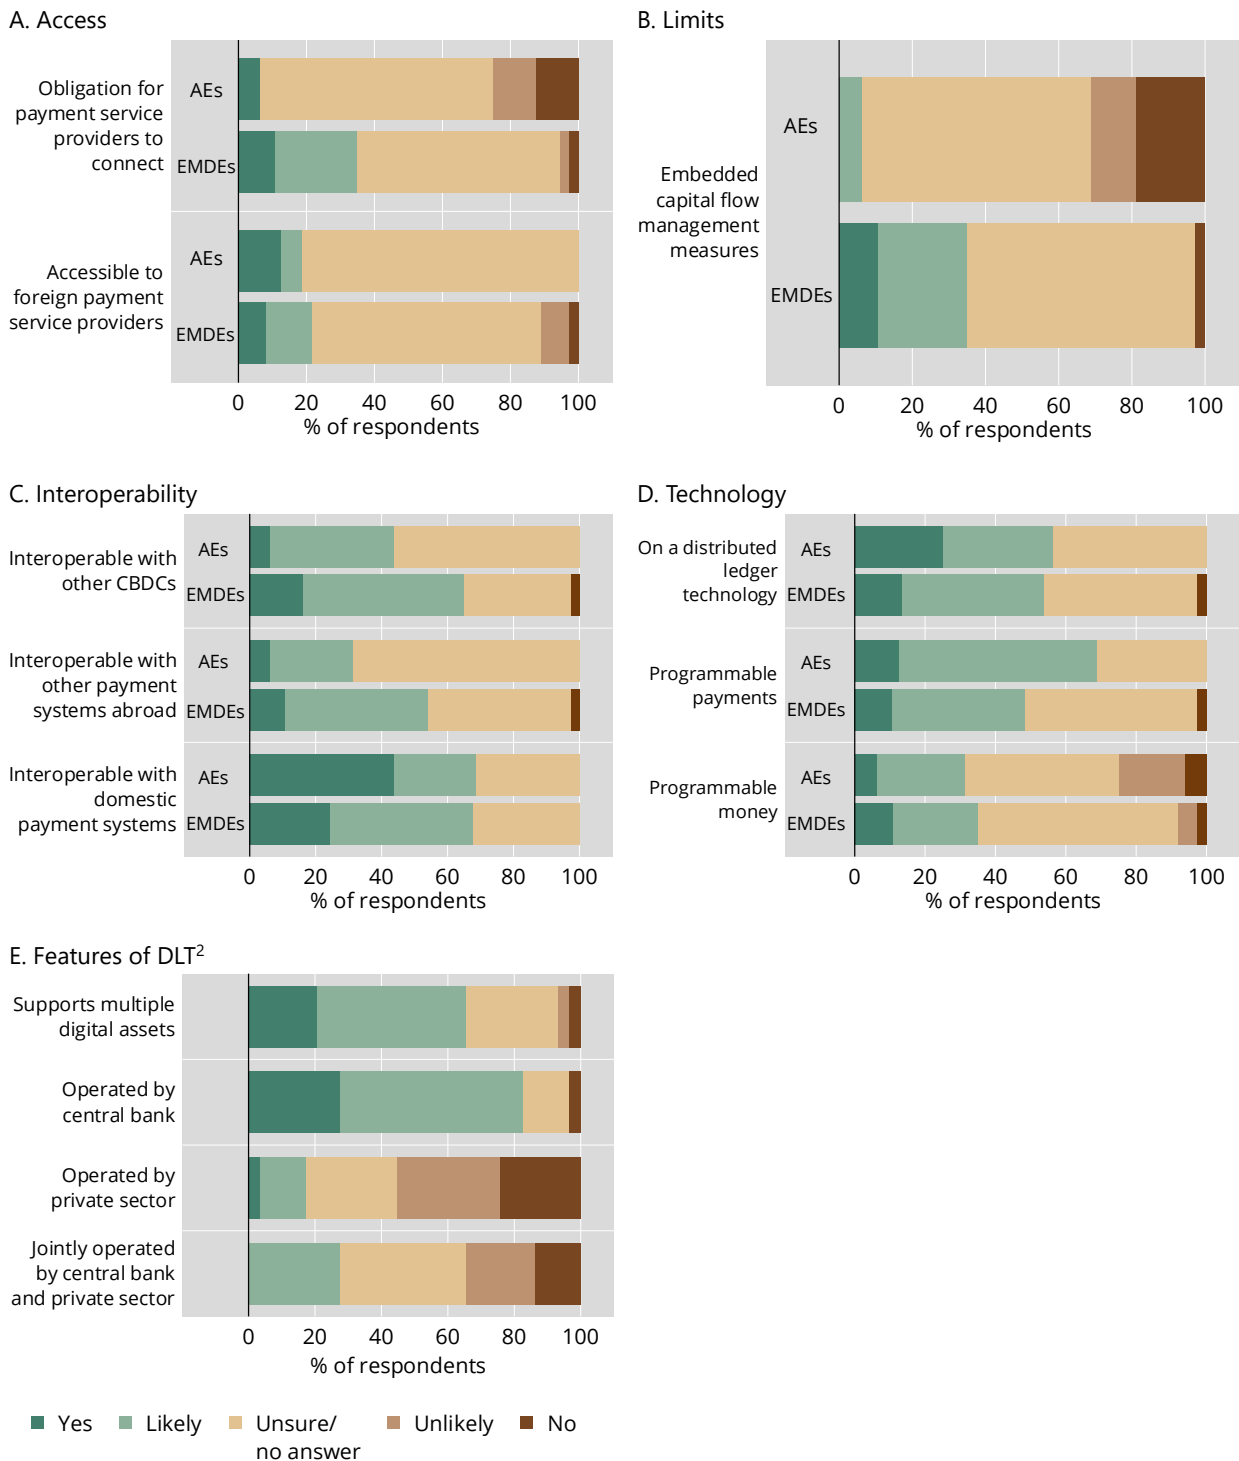 A. Access
Obligation for
payment service
providers to
connect
AEs
EMDEs
Accessible to
foreign payment
service providers
AEs
EMDEs
0 20 40 60 80 100
% of respondents
B. Limits
Embedded
capital flow
management
measures
AEs
EMDEs
0 20 40 60 80 100
% of respondents
C. Interoperability
Interoperable with
other CBDCs
AEs
EMDEs
Interoperable with
other payment
systems abroad
AEs
EMDEs
Interoperable with
domestic
payment systems
AEs
EMDEs
0 20 40 60 80 100
% of respondents
D. Technology
On a distributed
ledger
technology
AEs
EMDEs
Programmable
payments
AEs
EMDEs
Programmable
money
AEs
EMDEs
0 20 40 60 80 100
% of respondents
E. Features of DLT²
Supports multiple
digital assets
Operated by
central bank
Operated by
private sector
Jointly operated
by central bank
and private sector
0 20 40 60 80 100
% of respondents
Yes
Likely
Unsure/
no answer
Unlikely
No